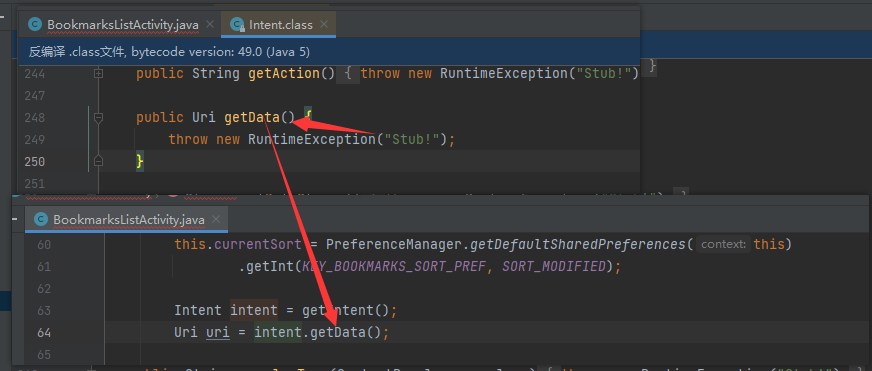 BookmarksListActivity.java Intent.class
反编译 .class文件, bytecode version: 49.0 (Java 5)
244 public String getAction() { throw new RuntimeException("Stub!") }
247
248 public Uri getData() {
249 throw new RuntimeException("Stub!");
250 }
251
BookmarksListActivity.java
60 this.currentSort = PreferenceManager.getDefaultSharedPreferences( context: this)
61 .getInt(KEY_BOOKMARKS_SORT_PREF, SORT_MODIFIED);
62
63 Intent intent = getIntent();
64 Uri uri = intent.getData();
65